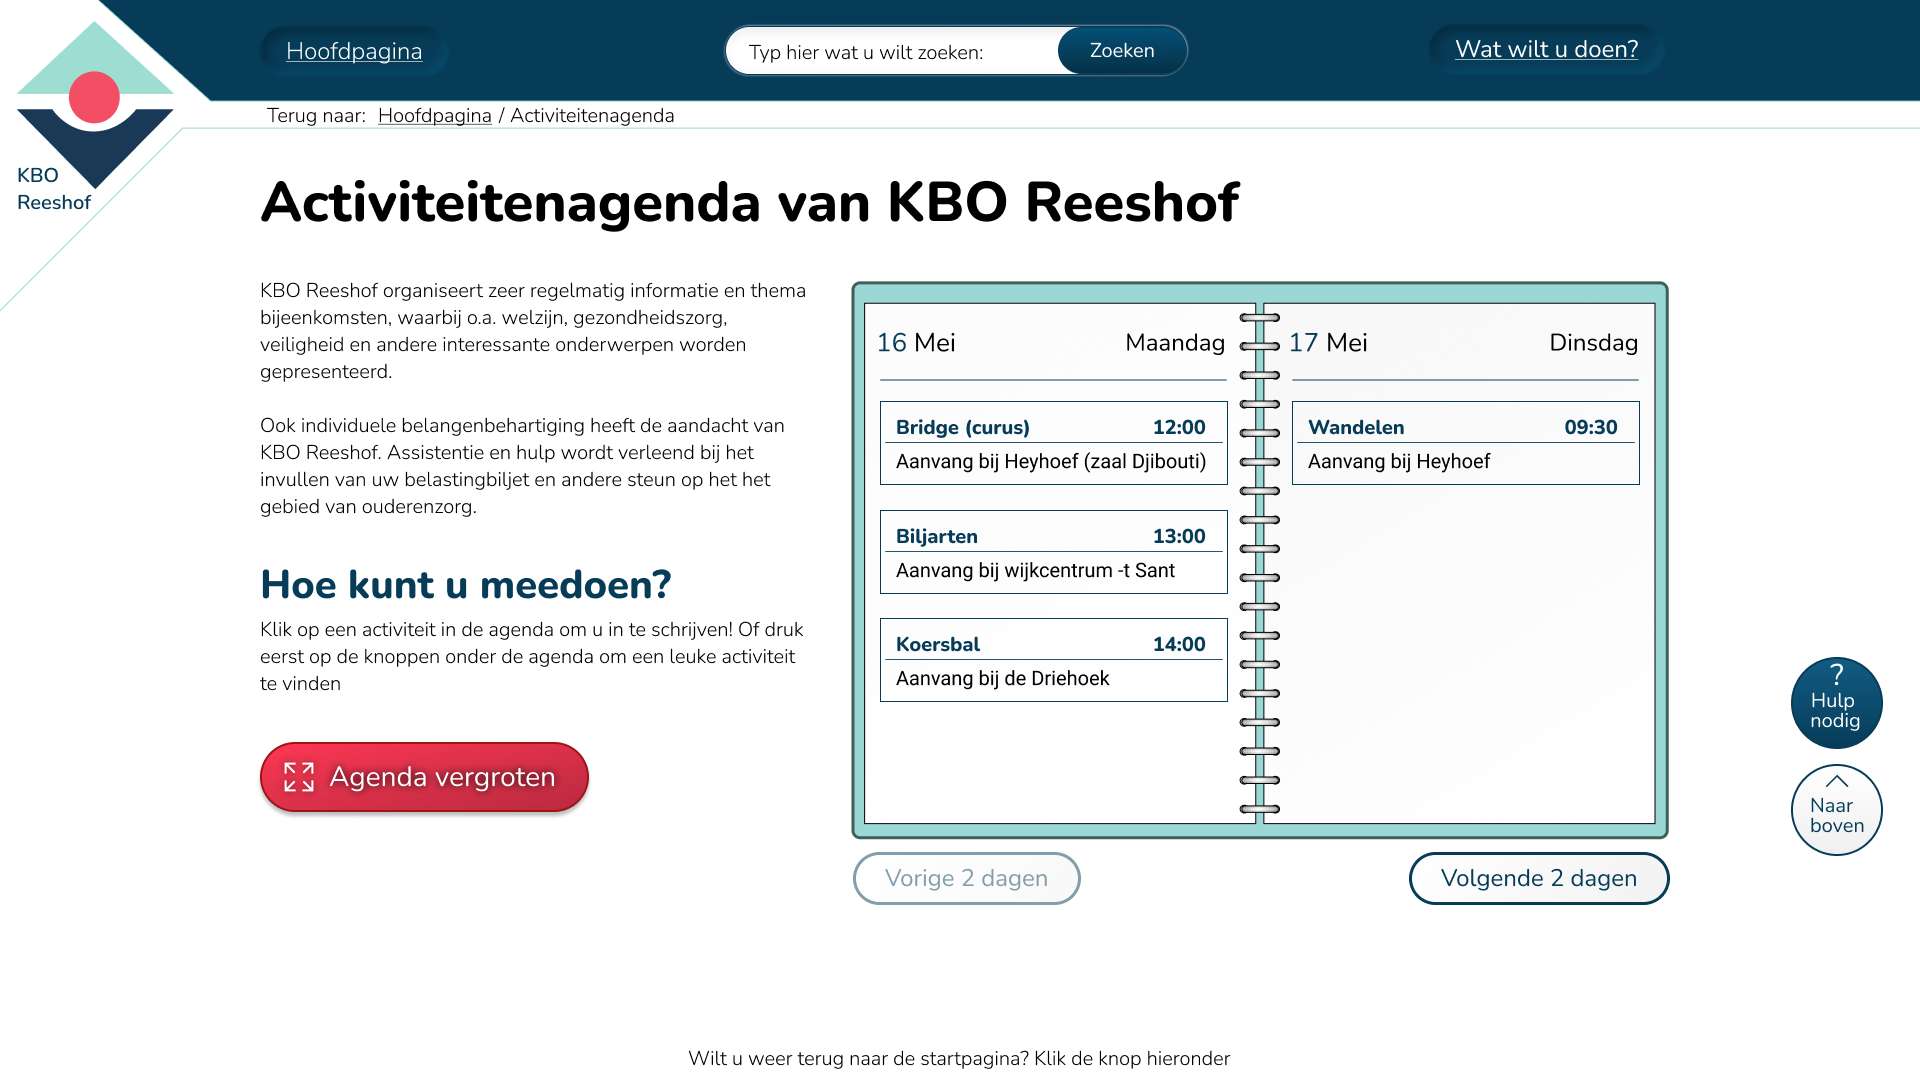 Hoofdpagina
Typ hier wat u wilt zoeken:
Zoeken
Wat wilt u doen?
Terug naar: Hoofdpagina / Activiteitenagenda
KBO
Reeshof
Activiteitenagenda van KBO Reeshof
KBO Reeshof organiseert zeer regelmatig informatie en thema
bijeenkomsten, waarbij o.a. welzijn, gezondheidszorg,
veiligheid en andere interessante onderwerpen worden
gepresenteerd.
Ook individuele belangenbehartiging heeft de aandacht van
KBO Reeshof. Assistentie en hulp wordt verleend bij het
invullen van uw belastingbiljet en andere steun op het het
gebied van ouderenzorg.
Hoe kunt u meedoen?
Klik op een activiteit in de agenda om u in te schrijven! Of druk
eerst op de knoppen onder de agenda om een leuke activiteit
te vinden
Agenda vergroten
16 Mei Maandag
Bridge (curus) 12:00
Aanvang bij Heyhoef (zaal Djibouti)
Biljarten 13:00
Aanvang bij wijkcentrum -t Sant
Koersbal 14:00
Aanvang bij de Driehoek
17 Mei Dinsdag
Wandelen 09:30
Aanvang bij Heyhoef
Vorige 2 dagen
Volgende 2 dagen
?
Hulp
nodig
Naar
boven
Wilt u weer terug naar de startpagina? Klik de knop hieronder